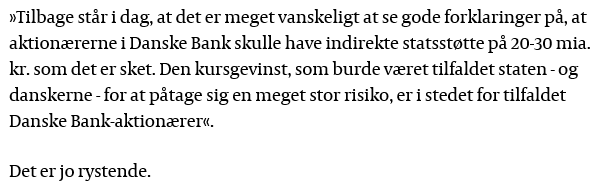 »Tilbage står i dag, at det er meget vanskeligt at se gode forklaringer på, at
aktionærerne i Danske Bank skulle have indirekte statsstøtte på 20-30 mia.
kr. som det er sket. Den kursgevinst, som burde været tilfaldet staten - og
danskerne - for at påtage sig en meget stor risiko, er i stedet for tilfaldet
Danske Bank-aktionærer«.
Det er jo rystende.